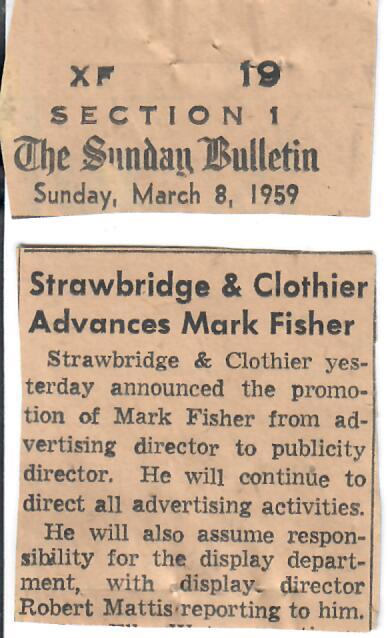 XF 19
SECTION 1
The Sunday Bulletin
Sunday, March 8, 1959
Strawbridge & Clothier
Advances Mark Fisher
Strawbridge & Clothier yes-
terday announced the promo-
tion of Mark Fisher from ad-
vertising director to publicity
director. He will continue to
direct all advertising activities.
He will also assume respon-
sibility for the display depart-
ment, with display director
Robert Mattis reporting to him.